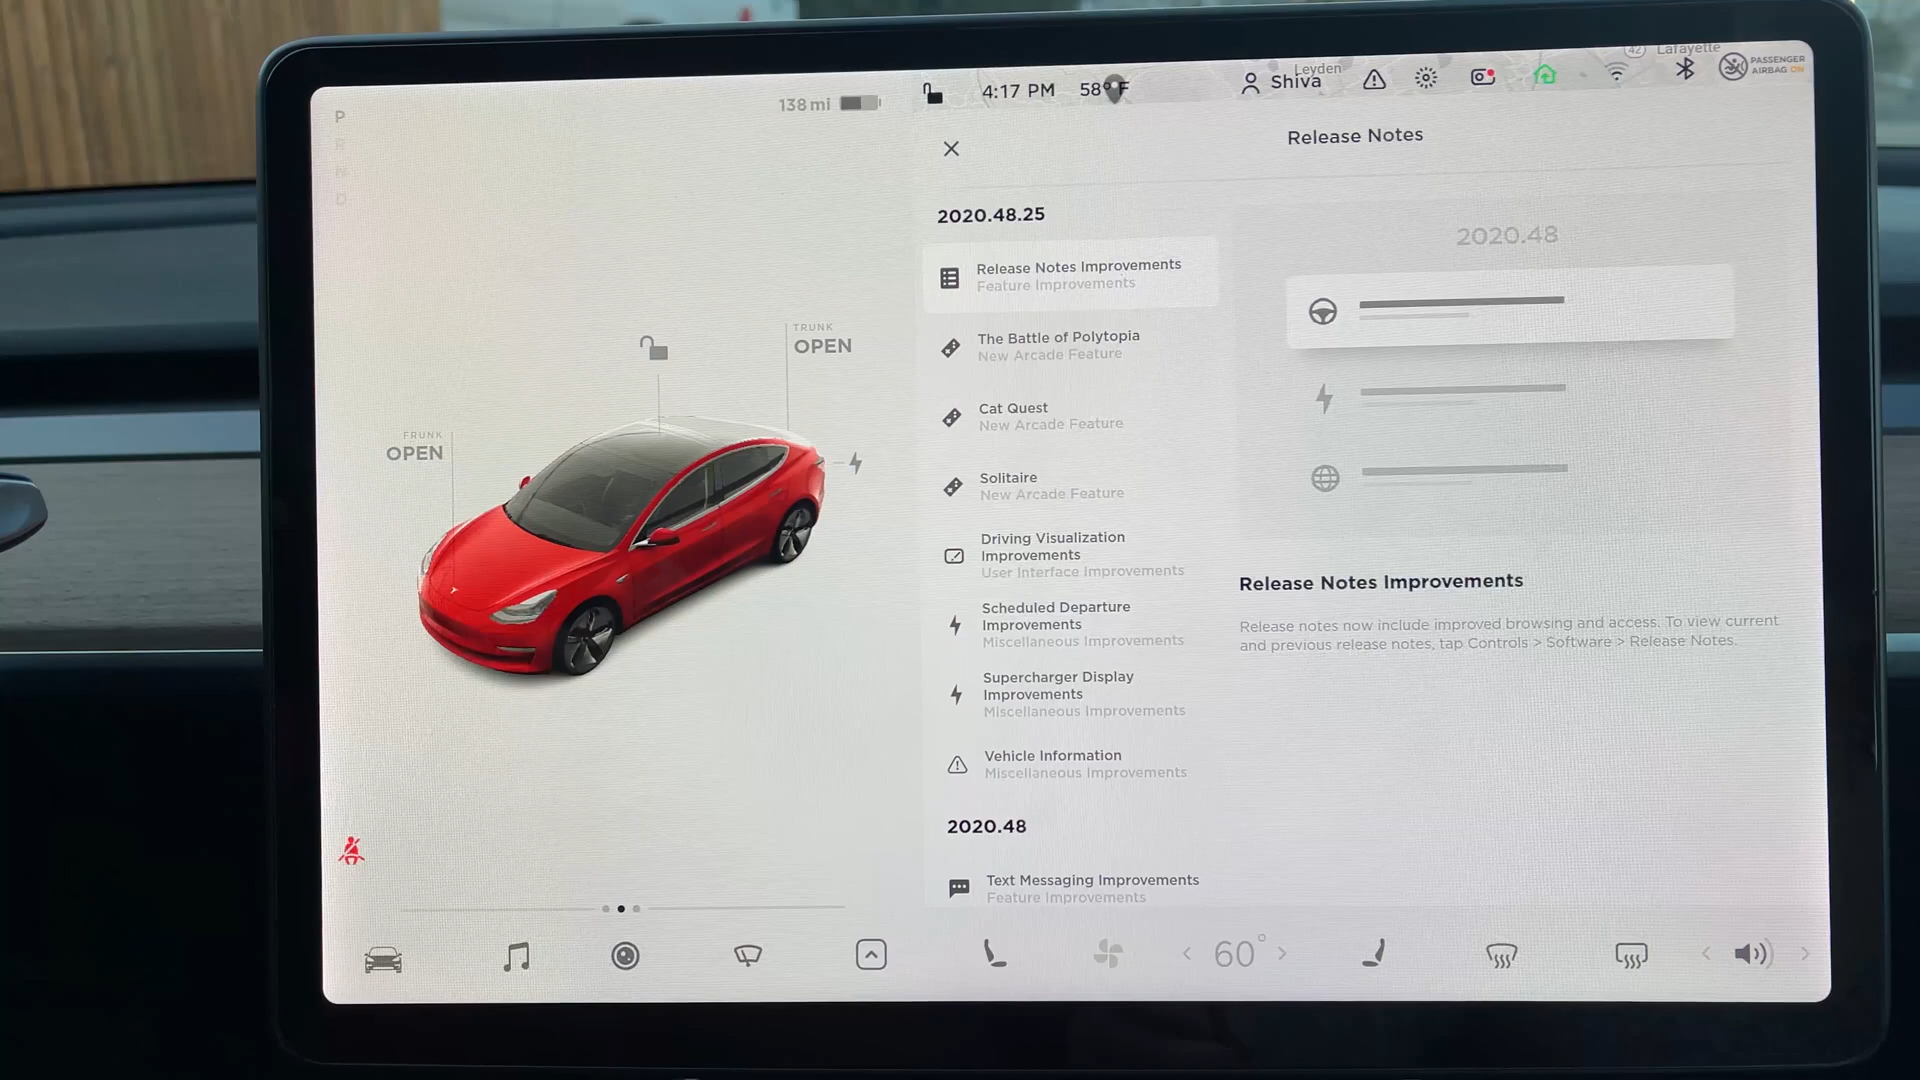 P
R
N
D
138 mi
4:17 PM
58°F
Leyden
Shiva
42
Lafayette
PASSENGER
AIRBAG ON
Release Notes
2020.48.25
Release Notes Improvements
Feature Improvements
The Battle of Polytopia
New Arcade Feature
Cat Quest
New Arcade Feature
Solitaire
New Arcade Feature
Driving Visualization
Improvements
User Interface Improvements
Scheduled Departure
Improvements
Miscellaneous Improvements
Supercharger Display
Improvements
Miscellaneous Improvements
Vehicle Information
Miscellaneous Improvements
2020.48
Text Messaging Improvements
Feature Improvements
2020.48
Release Notes Improvements
Release notes now include improved browsing and access. To view current
and previous release notes, tap Controls > Software > Release Notes.
TRUNK
OPEN
FRUNK
OPEN
60°